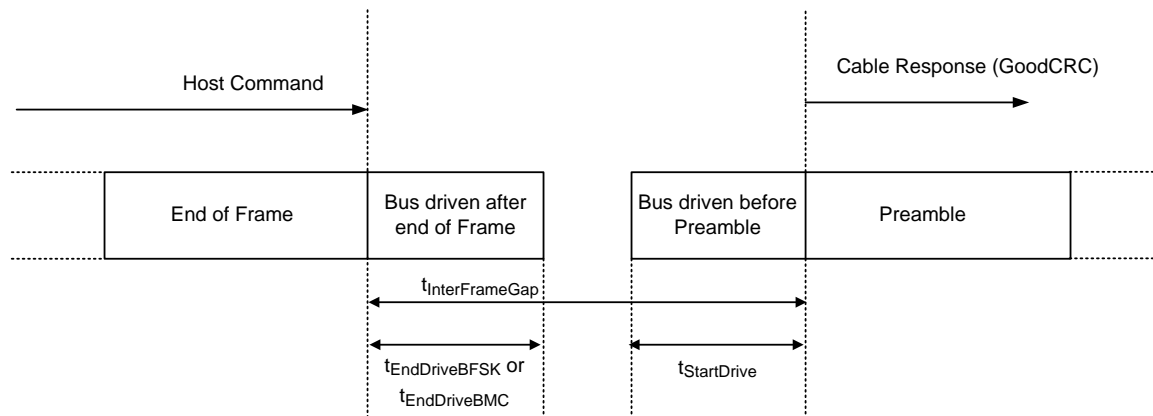 Host Command
Cable Response (GoodCRC)
End of Frame
Bus driven after
end of Frame
Bus driven before
Preamble
Preamble
tInterFrameGap
tEndDriveBFSK or
tEndDriveBMC
tStartDrive